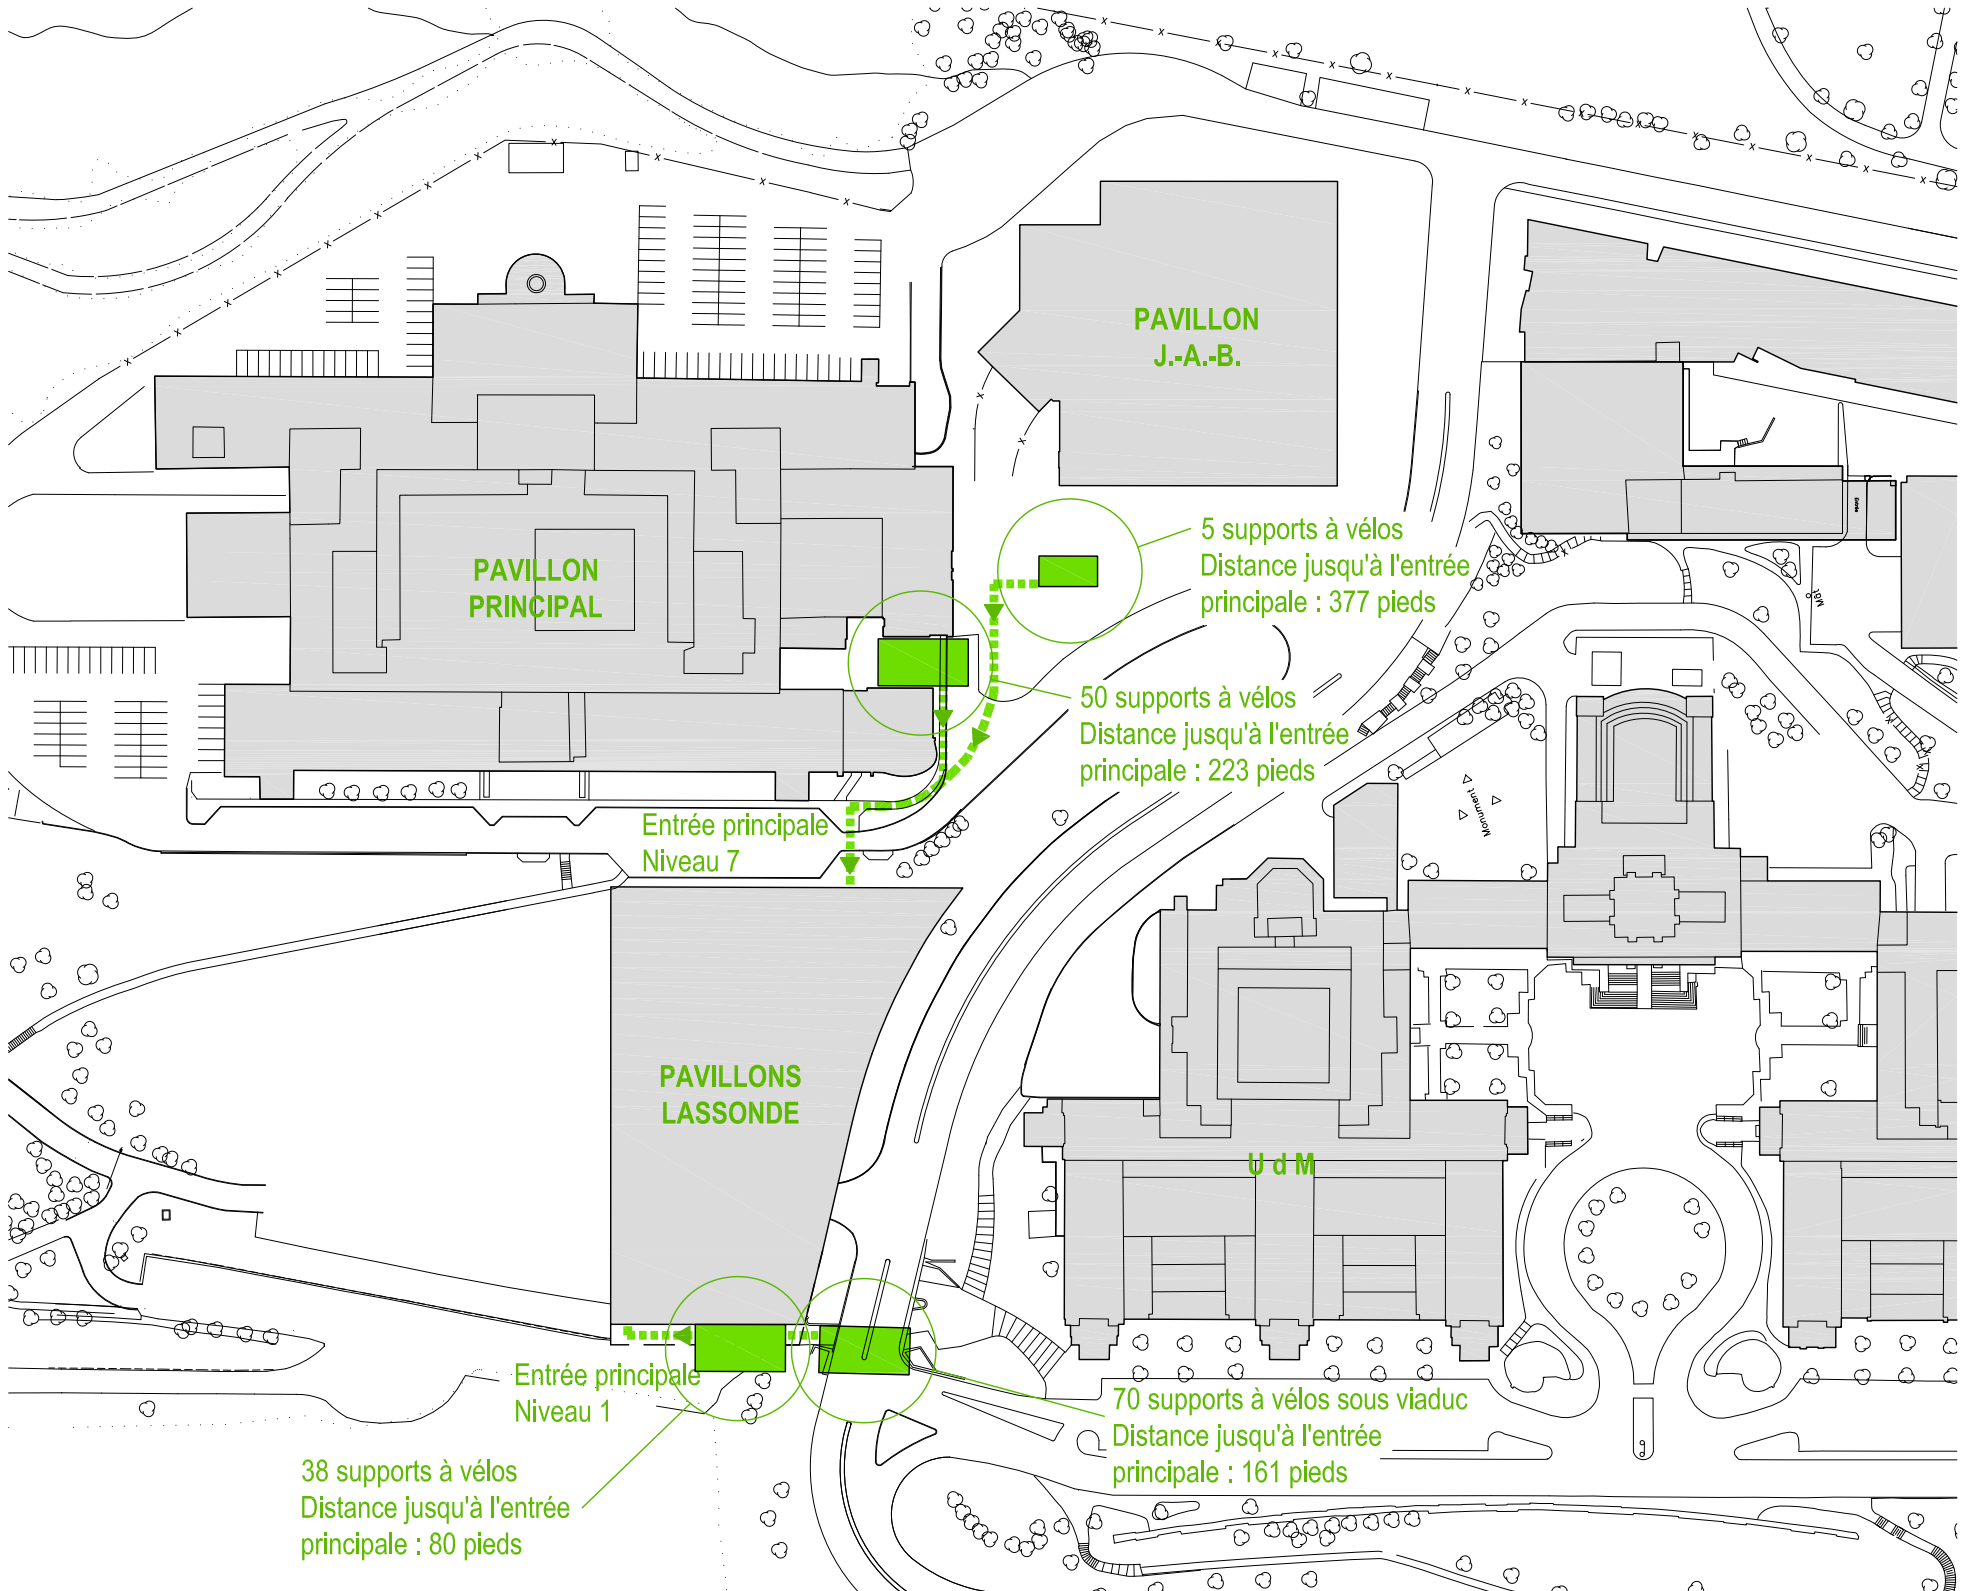 PAVILLON
J.-A.-B.
PAVILLON
PRINCIPAL
5 supports à vélos
Distance jusqu'à l'entrée
principale : 377 pieds
Entrée
Mât
50 supports à vélos
Distance jusqu'à l'entrée
principale : 223 pieds
Monument
Entrée principale
Niveau 7
PAVILLONS
LASSONDE
U d M
Entrée principale
Niveau 1
70 supports à vélos sous viaduc
Distance jusqu'à l'entrée
principale : 161 pieds
38 supports à vélos
Distance jusqu'à l'entrée
principale : 80 pieds